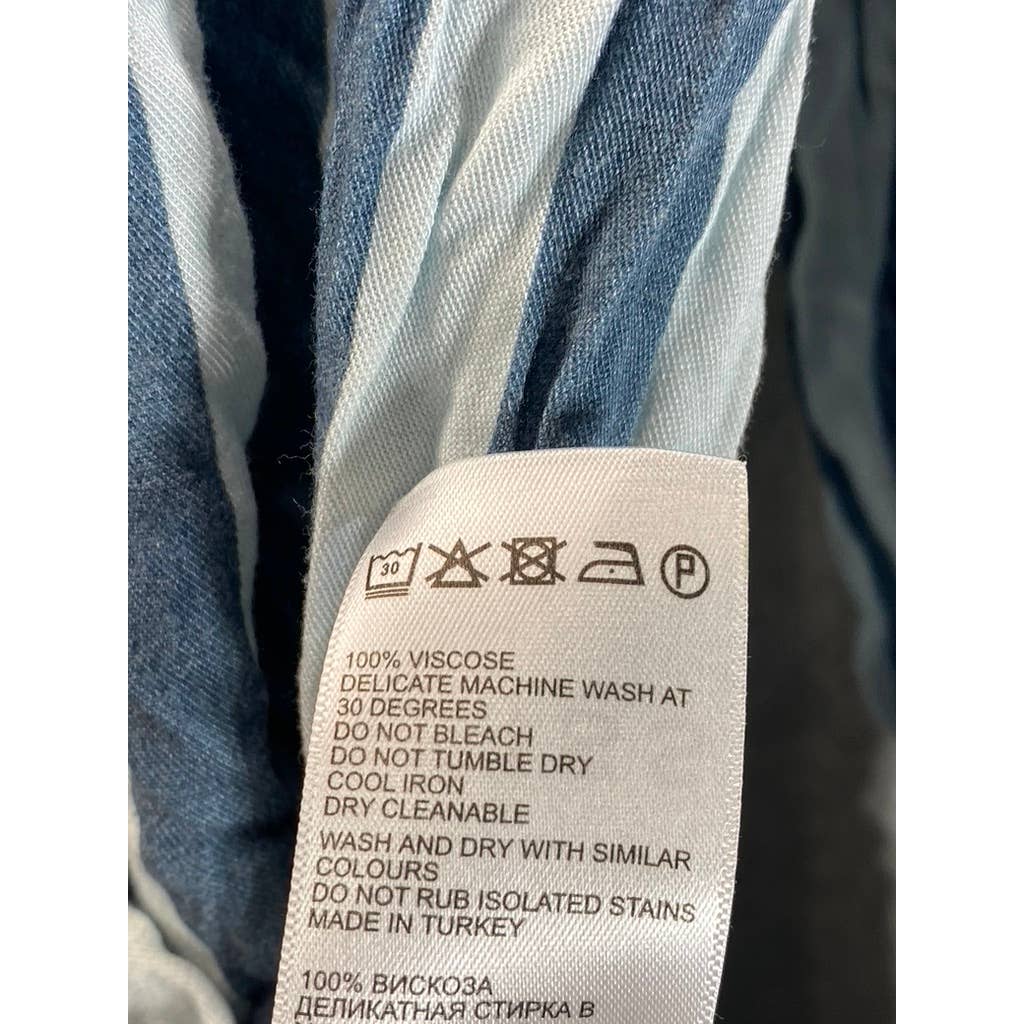 30 P
100% VISCOSE
DELICATE MACHINE WASH AT
30 DEGREES
DO NOT BLEACH
DO NOT TUMBLE DRY
COOL IRON
DRY CLEANABLE
WASH AND DRY WITH SIMILAR
COLOURS
DO NOT RUB ISOLATED STAINS
MADE IN TURKEY
100% ВИСКОЗА
ДЕЛИКАТНАЯ СТИРКА В